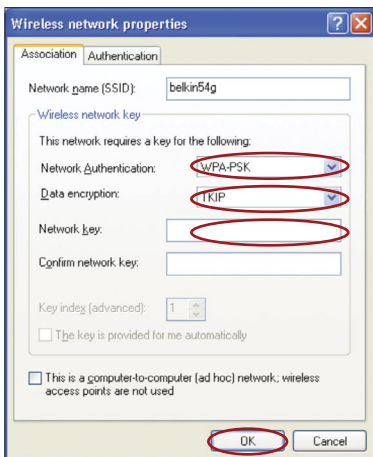 Wireless network properties
Association Authentication
Network name (SSID): belkin54g
Wireless network key
This network requires a key for the following:
Network Authentication: WPA-PSK
Data encryption: TKIP
Network key:
Confirm network key:
Key index (advanced): 1
The key is provided for me automatically
This is a computer-to-computer (ad hoc) network; wireless
access points are not used
OK Cancel